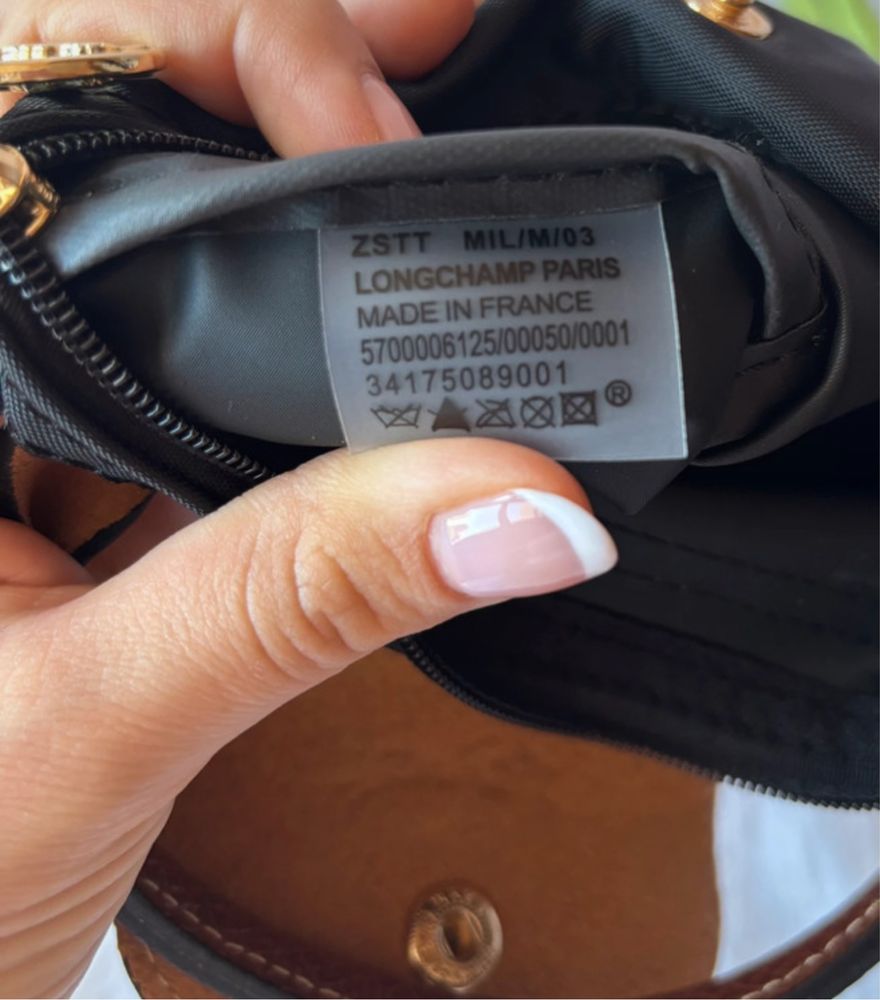 ZSTT MIL/M/03
LONGCHAMP PARIS
MADE IN FRANCE
5700006125/00050/0001
34175089001
®